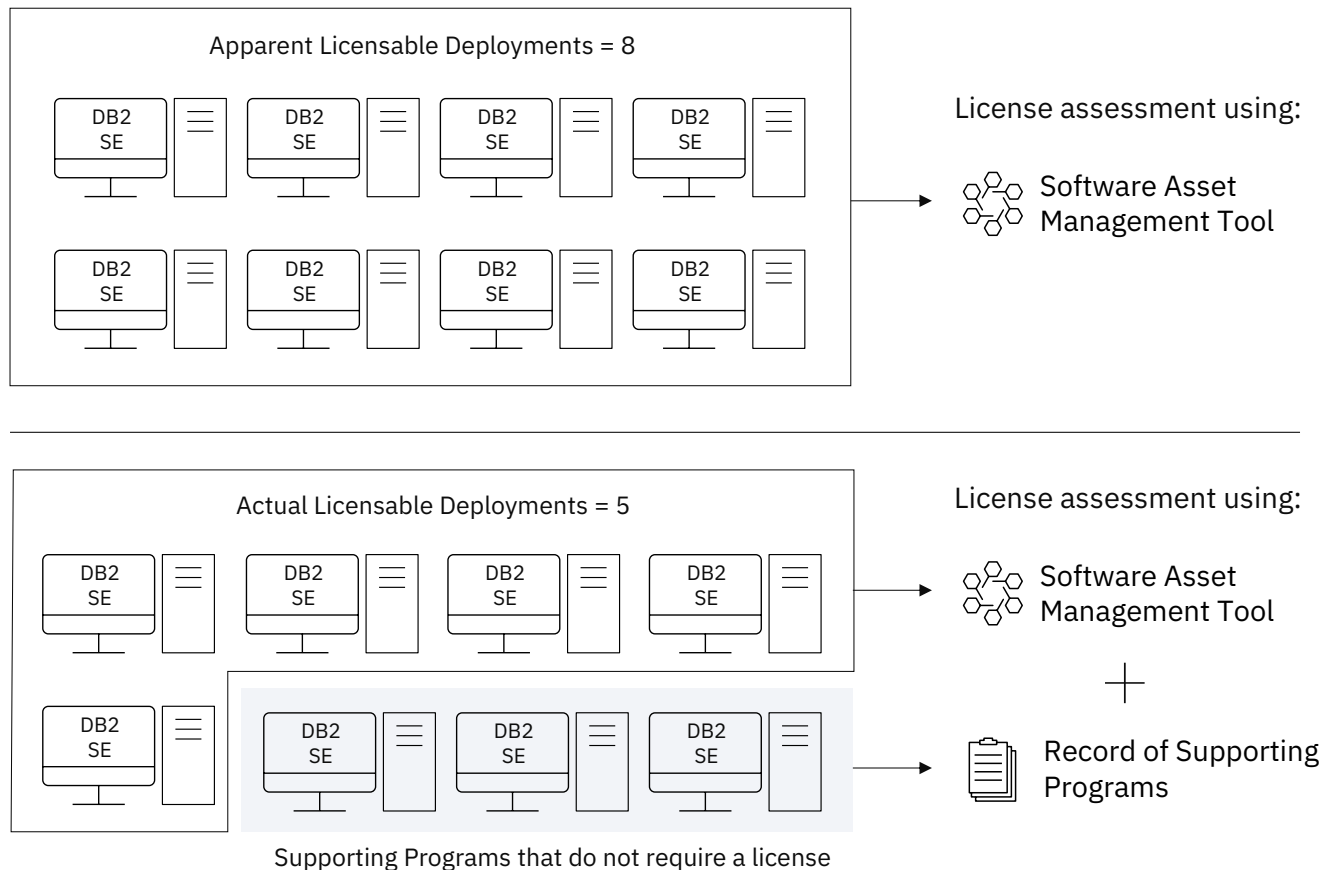 Apparent Licensable Deployments = 8
DB2
SE
DB2
SE
DB2
SE
DB2
SE
DB2
SE
DB2
SE
DB2
SE
DB2
SE
License assessment using:
Software Asset
Management Tool
Actual Licensable Deployments = 5
DB2
SE
DB2
SE
DB2
SE
DB2
SE
DB2
SE
DB2
SE
DB2
SE
DB2
SE
Supporting Programs that do not require a license
License assessment using:
Software Asset
Management Tool
Record of Supporting
Programs